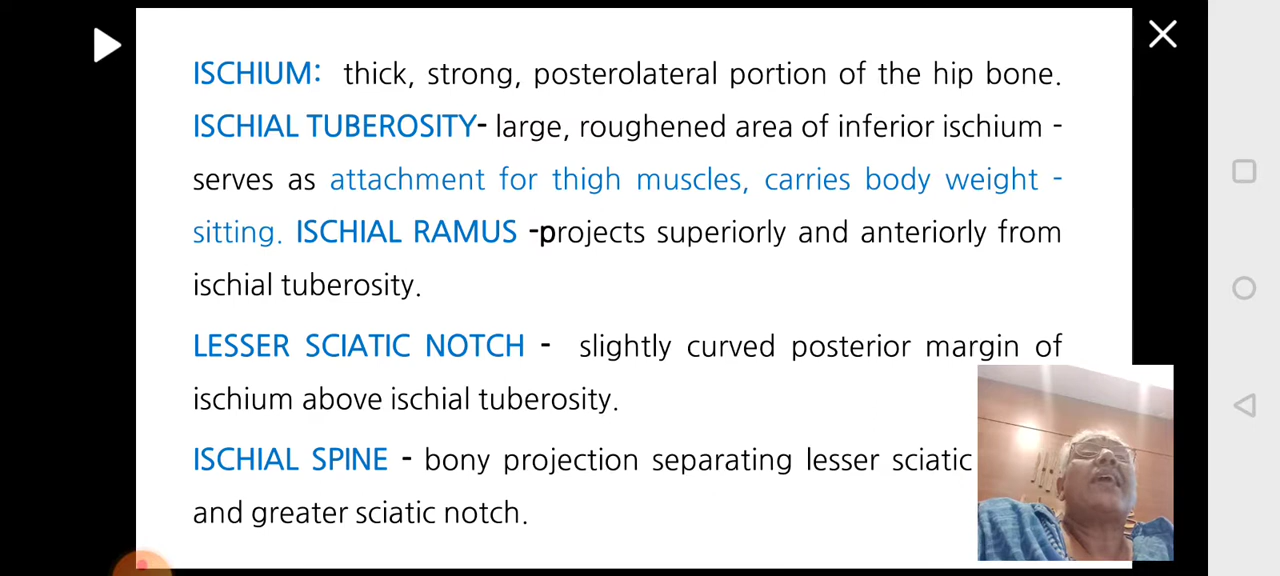 ISCHIUM: thick, strong, posterolateral portion of the hip bone.
ISCHIAL TUBEROSITY- large, roughened area of inferior ischium -
serves as attachment for thigh muscles, carries body weight -
sitting. ISCHIAL RAMUS -projects superiorly and anteriorly from
ischial tuberosity.
LESSER SCIATIC NOTCH - slightly curved posterior margin of
ischium above ischial tuberosity.
ISCHIAL SPINE - bony projection separating lesser sciatic
and greater sciatic notch.